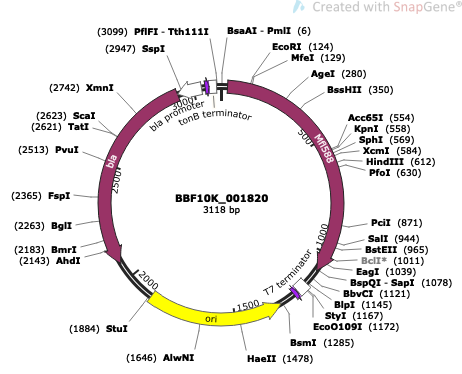 Created with SnapGene®
(3099) PflFI - Tth111I
BsaAI - PmlI (6)
(2947) SspI
EcoRI (124)
MfeI (129)
AgeI (280)
BssHII (350)
(2742) XmnI
(2623) ScaI
(2621) TatI
(2513) PvuI
(2365) FspI
(2263) BglI
(2183) BmrI
(2143) AhdI
(1884) StuI
(1646) AlwNI
HaeII (1478)
BsmI (1285)
EcoO109I (1172)
StyI (1167)
BlpI (1145)
BbvCI (1121)
BspQI - SapI (1078)
EagI (1039)
BclI* (1011)
BstEII (965)
SalI (944)
PciI (871)
PfoI (630)
HindIII (612)
XcmI (584)
SphI (569)
KpnI (558)
Acc65I (554)
bla promoter
tonB terminator
3000
500
Mfl588
bla
2500
BBF10K_001820
3118 bp
1000
T7 terminator
2000
1500
ori